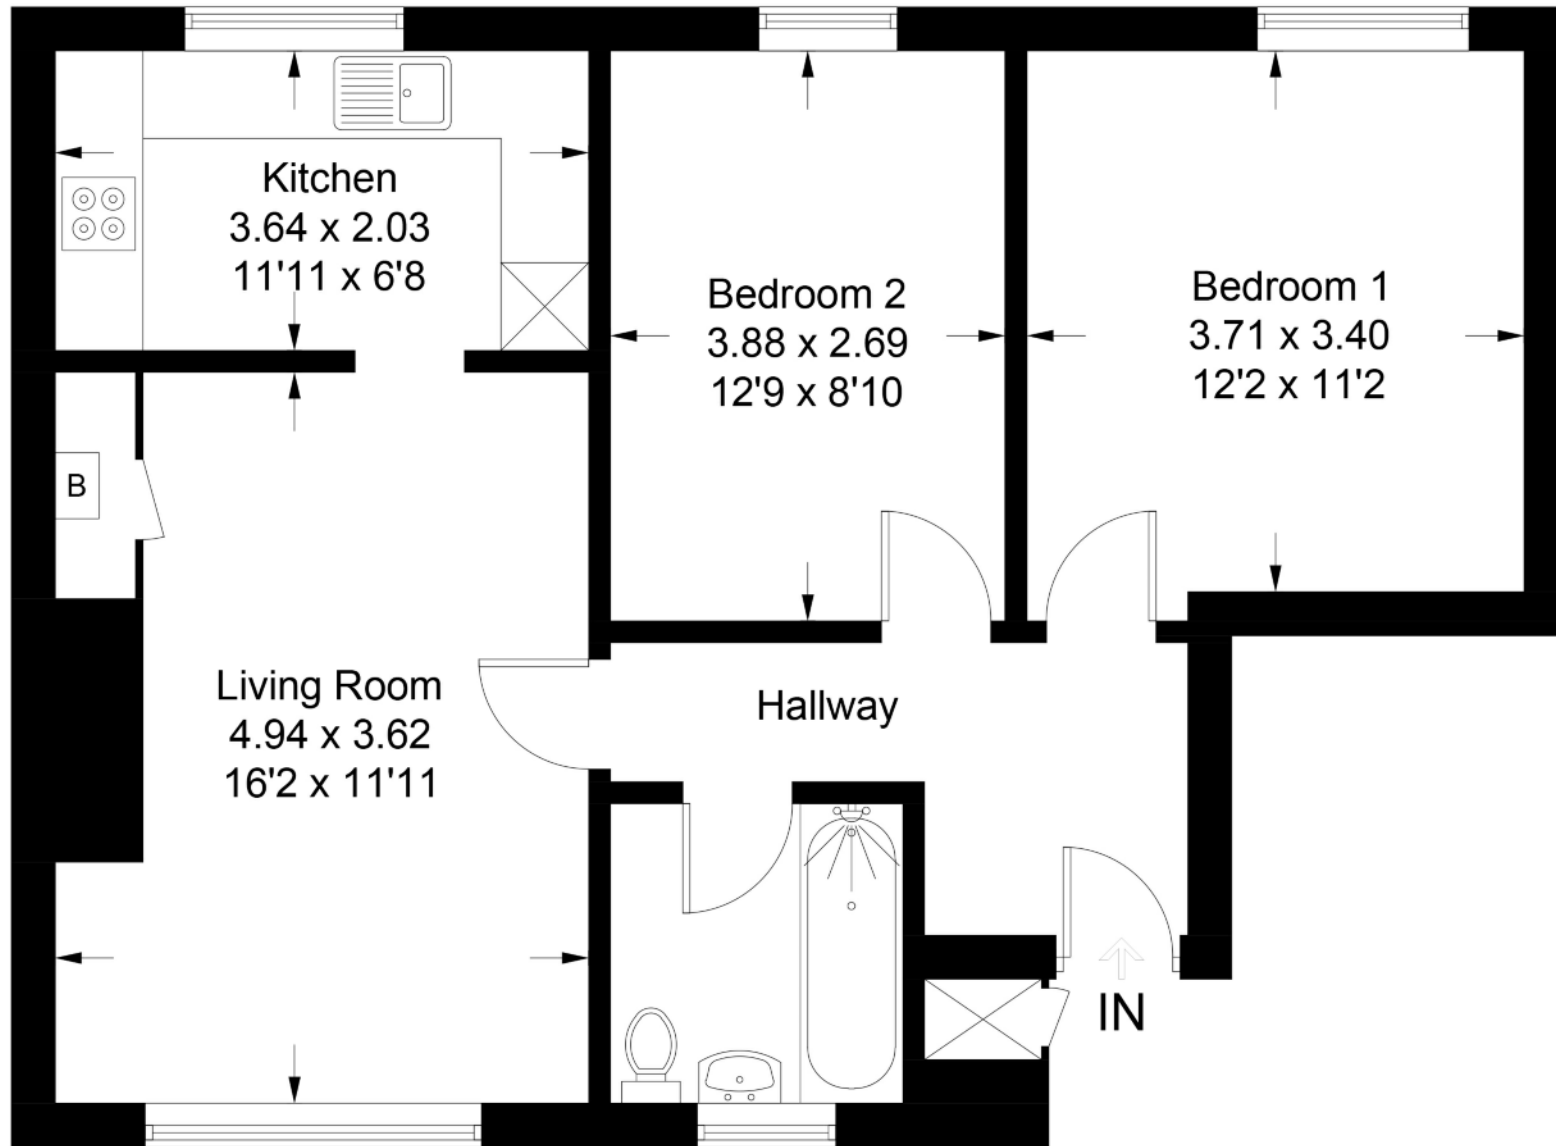 Kitchen
3.64 x 2.03
11'11 x 6'8
Bedroom 2
3.88 x 2.69
12'9 x 8'10
Bedroom 1
3.71 x 3.40
12'2 x 11'2
B
Living Room
4.94 x 3.62
16'2 x 11'11
Hallway
IN